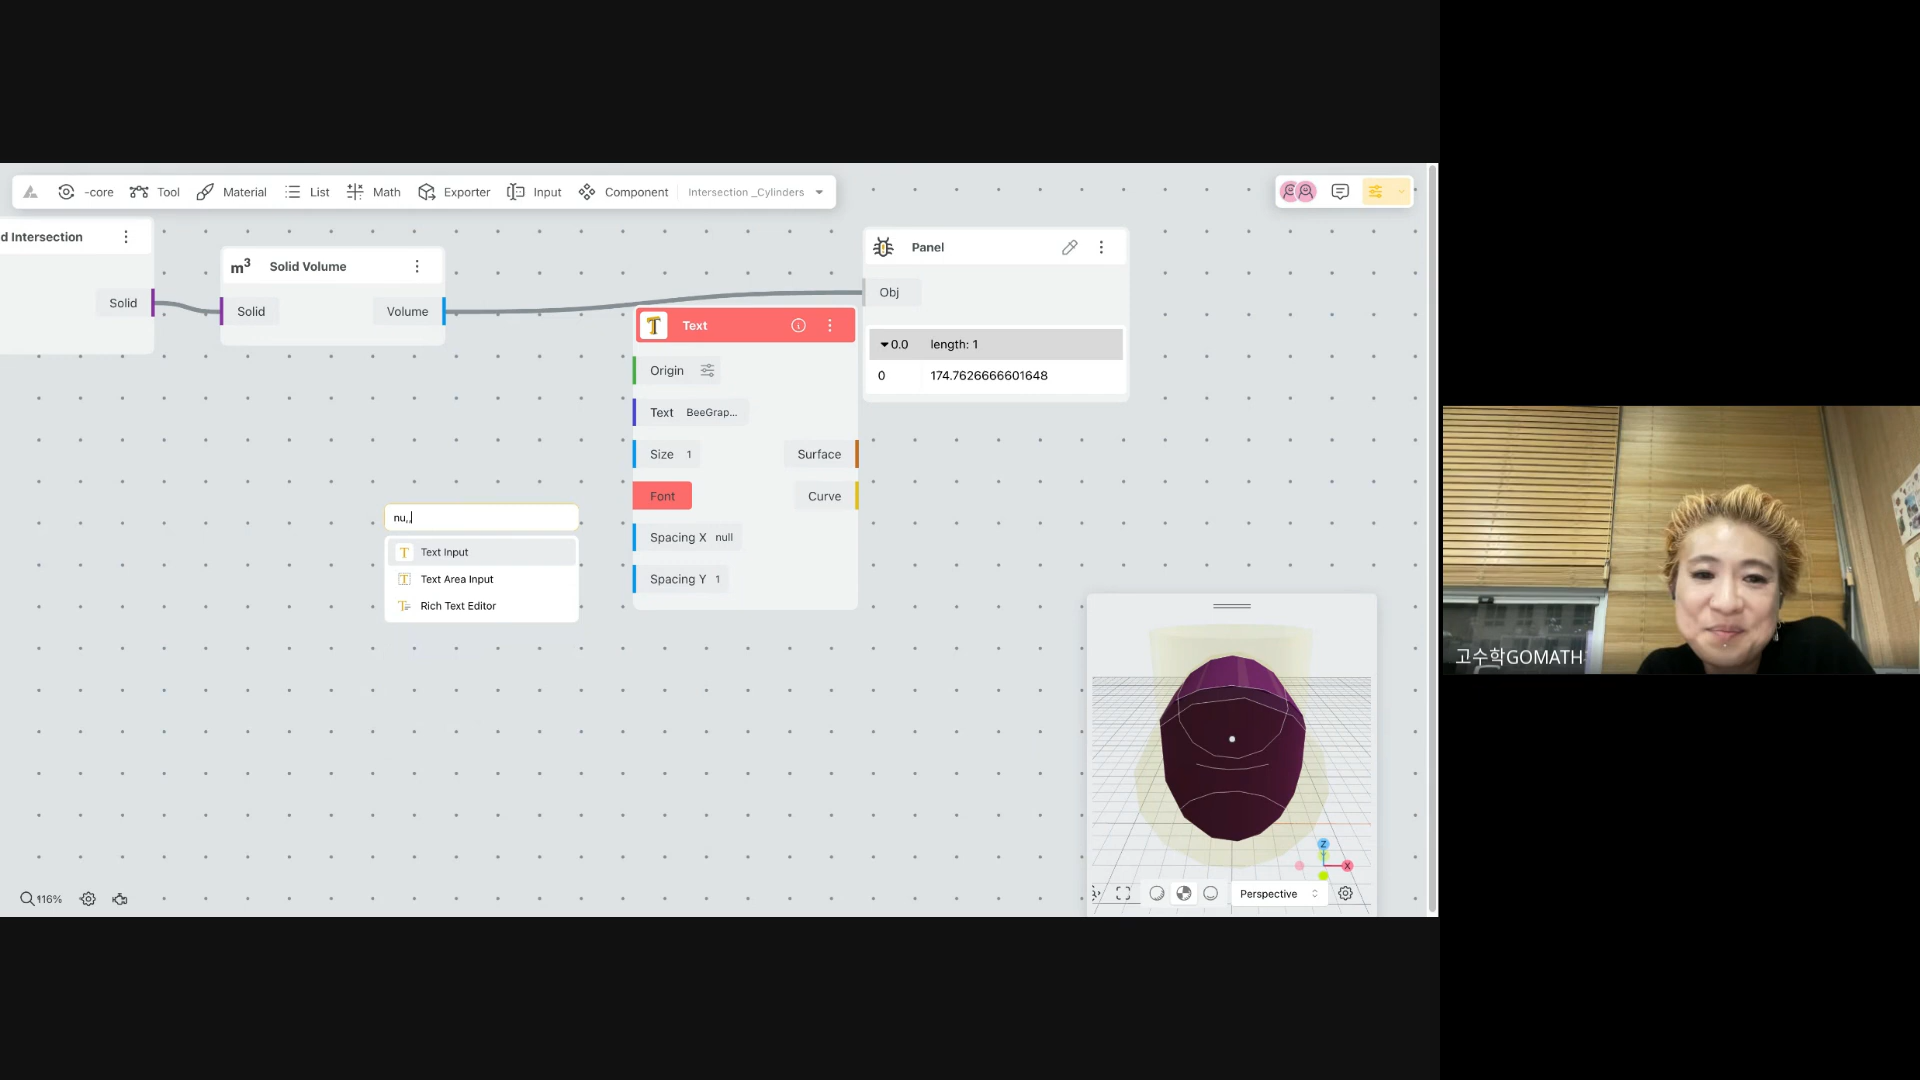 -core
Tool
Material
List
Math
Exporter
Input
Component
Intersection _Cylinders
d Intersection
Solid
m³ Solid Volume
Solid
Volume
Panel
Obj
0.0 length: 1
0 174.7626666601648
T Text
Origin
Text BeeGrap...
Size 1
Surface
Font
Curve
Spacing X null
Spacing Y 1
nu,,
T Text Input
T Text Area Input
T Rich Text Editor
고수학GOMATH
Z
Y
X
Perspective
116%